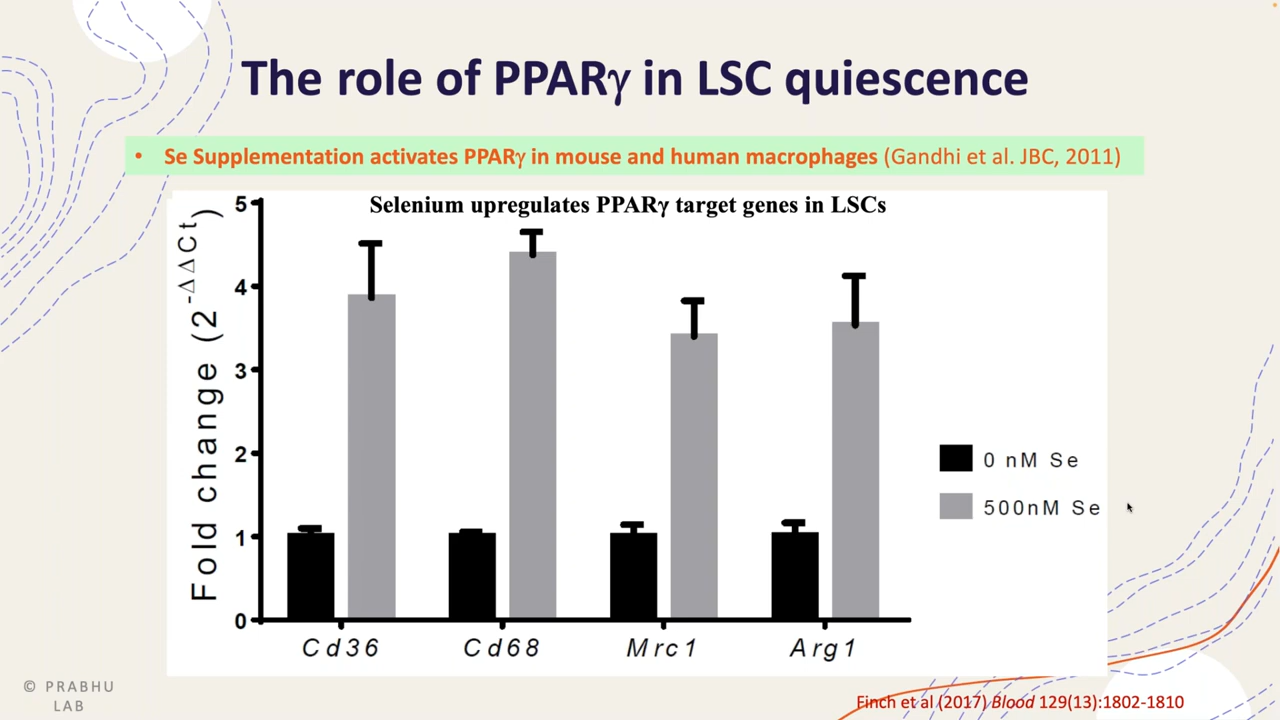 The role of PPARγ in LSC quiescence
• Se Supplementation activates PPARγ in mouse and human macrophages (Gandhi et al. JBC, 2011)
Selenium upregulates PPARγ target genes in LSCs
Fold change (2^-ΔΔCt)
5
4
3
2
1
0
Cd36 Cd68 Mrc1 Arg1
0 nM Se
500nM Se
© PRABHU
LAB
Finch et al (2017) Blood 129(13):1802-1810